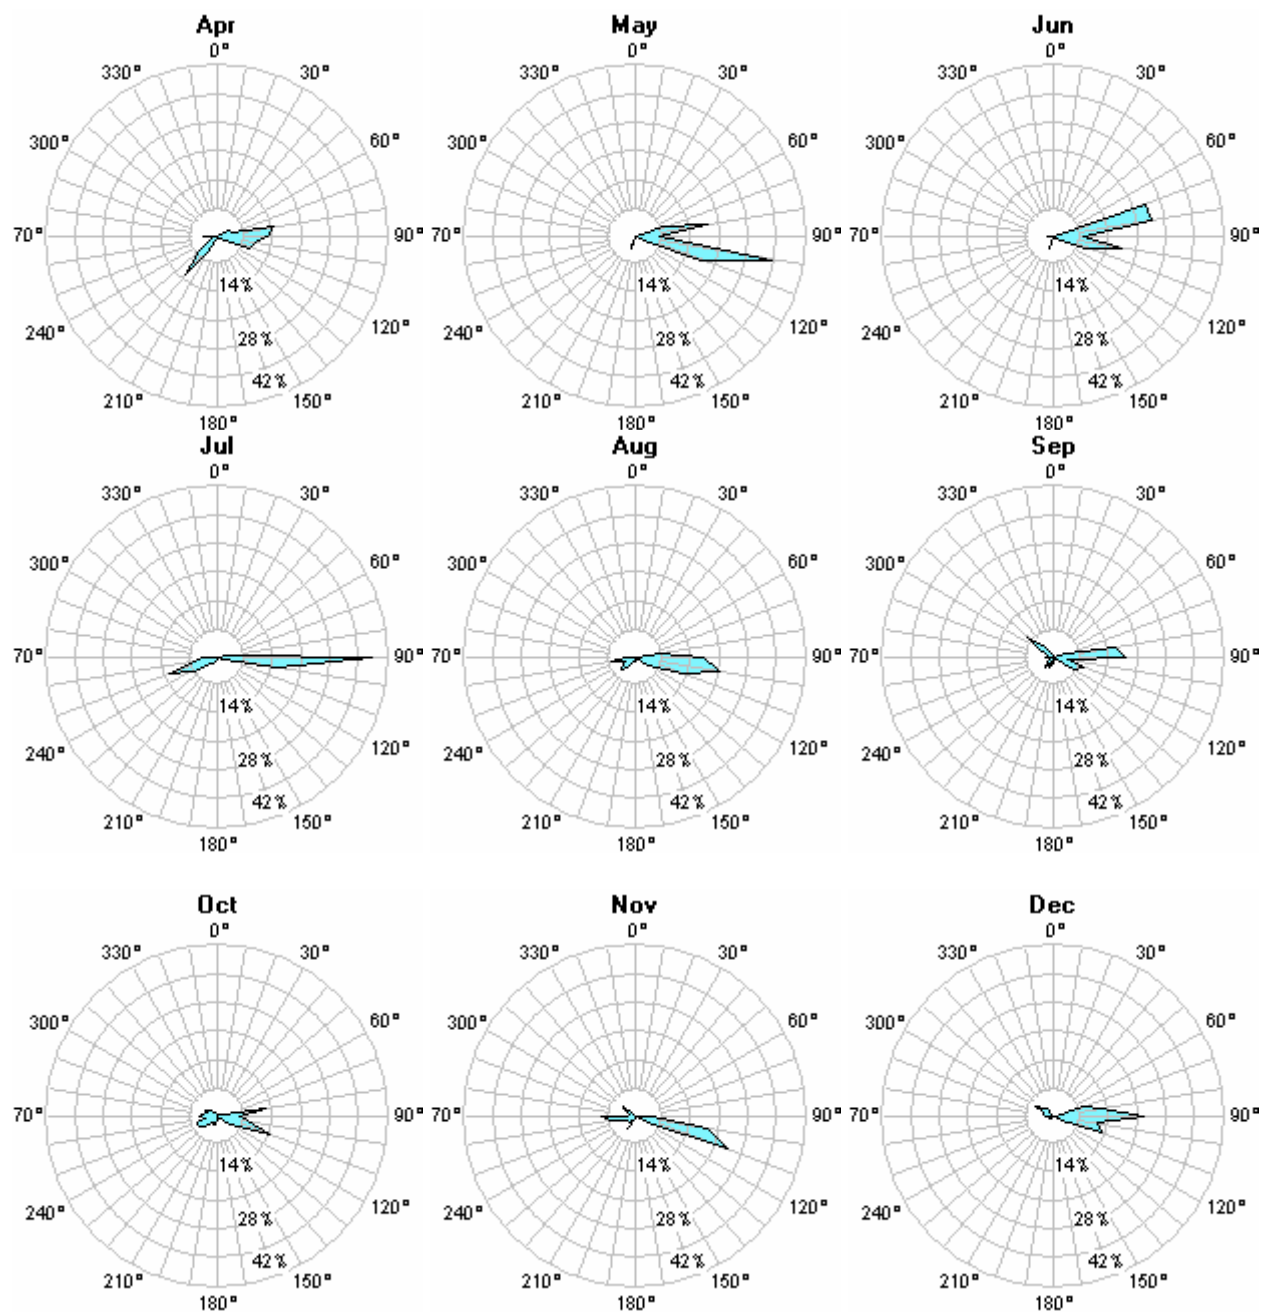 Apr May Jun
0° 0° 0°
330° 30° 330° 30° 330° 30°
300° 60° 300° 60° 300° 60°
70° 90° 70° 90° 70° 90°
14% 14% 14%
240° 120° 240° 120° 240° 120°
28% 28% 28%
42% 42% 42%
210° 150° 210° 150° 210° 150°
180° 180° 180°
Jul Aug Sep
0° 0° 0°
330° 30° 330° 30° 330° 30°
300° 60° 300° 60° 300° 60°
70° 90° 70° 90° 70° 90°
14% 14% 14%
240° 120° 240° 120° 240° 120°
28% 28% 28%
42% 42% 42%
210° 150° 210° 150° 210° 150°
180° 180° 180°
Oct Nov Dec
0° 0° 0°
330° 30° 330° 30° 330° 30°
300° 60° 300° 60° 300° 60°
70° 90° 70° 90° 70° 90°
14% 14% 14%
240° 120° 240° 120° 240° 120°
28% 28% 28%
42% 42% 42%
210° 150° 210° 150° 210° 150°
180° 180° 180°